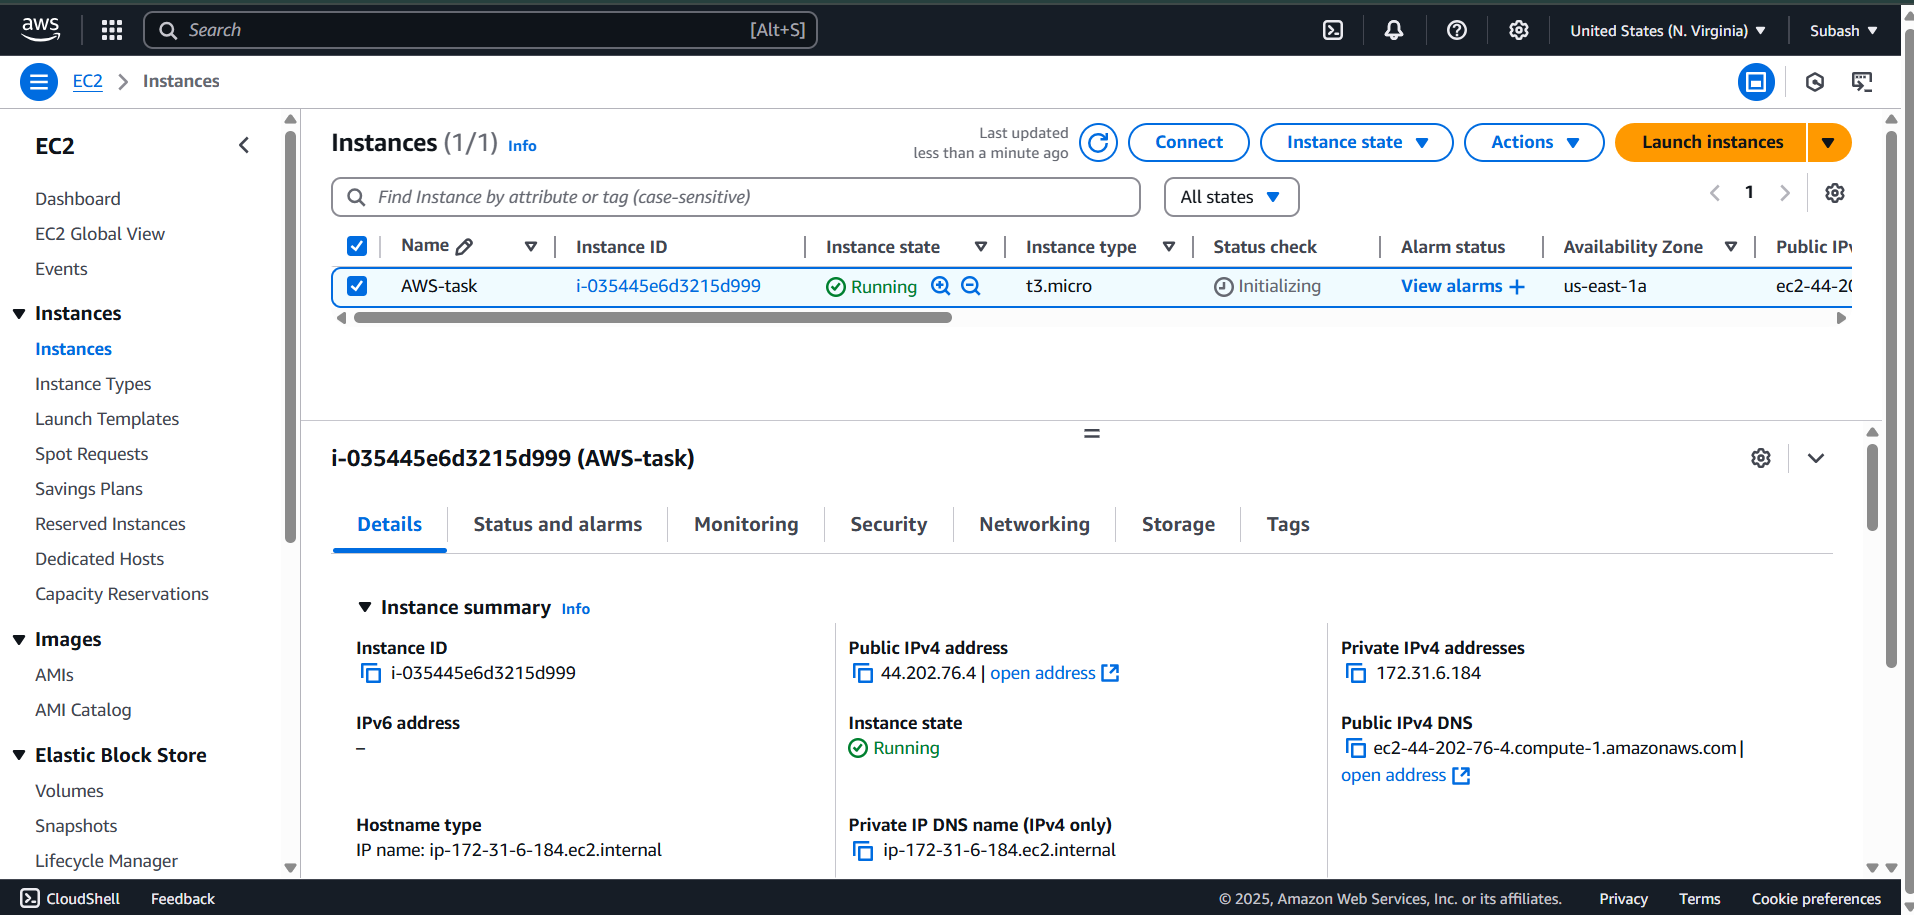 aws
Search [Alt+S]
United States (N. Virginia)
Subash
EC2
Instances
EC2
Dashboard
EC2 Global View
Events
Instances
Instances
Instance Types
Launch Templates
Spot Requests
Savings Plans
Reserved Instances
Dedicated Hosts
Capacity Reservations
Images
AMIs
AMI Catalog
Elastic Block Store
Volumes
Snapshots
Lifecycle Manager
Instances (1/1) Info
Last updated
less than a minute ago
Connect
Instance state
Actions
Launch instances
Find Instance by attribute or tag (case-sensitive)
All states
1
Name Instance ID Instance state Instance type Status check Alarm status Availability Zone Public IPv
AWS-task i-035445e6d3215d999 Running t3.micro Initializing View alarms + us-east-1a ec2-44-20
i-035445e6d3215d999 (AWS-task)
Details Status and alarms Monitoring Security Networking Storage Tags
Instance summary Info
Instance ID
i-035445e6d3215d999
Public IPv4 address
44.202.76.4 | open address
Private IPv4 addresses
172.31.6.184
IPv6 address
–
Instance state
Running
Public IPv4 DNS
ec2-44-202-76-4.compute-1.amazonaws.com |
open address
Hostname type
IP name: ip-172-31-6-184.ec2.internal
Private IP DNS name (IPv4 only)
ip-172-31-6-184.ec2.internal
CloudShell
Feedback
© 2025, Amazon Web Services, Inc. or its affiliates.
Privacy
Terms
Cookie preferences